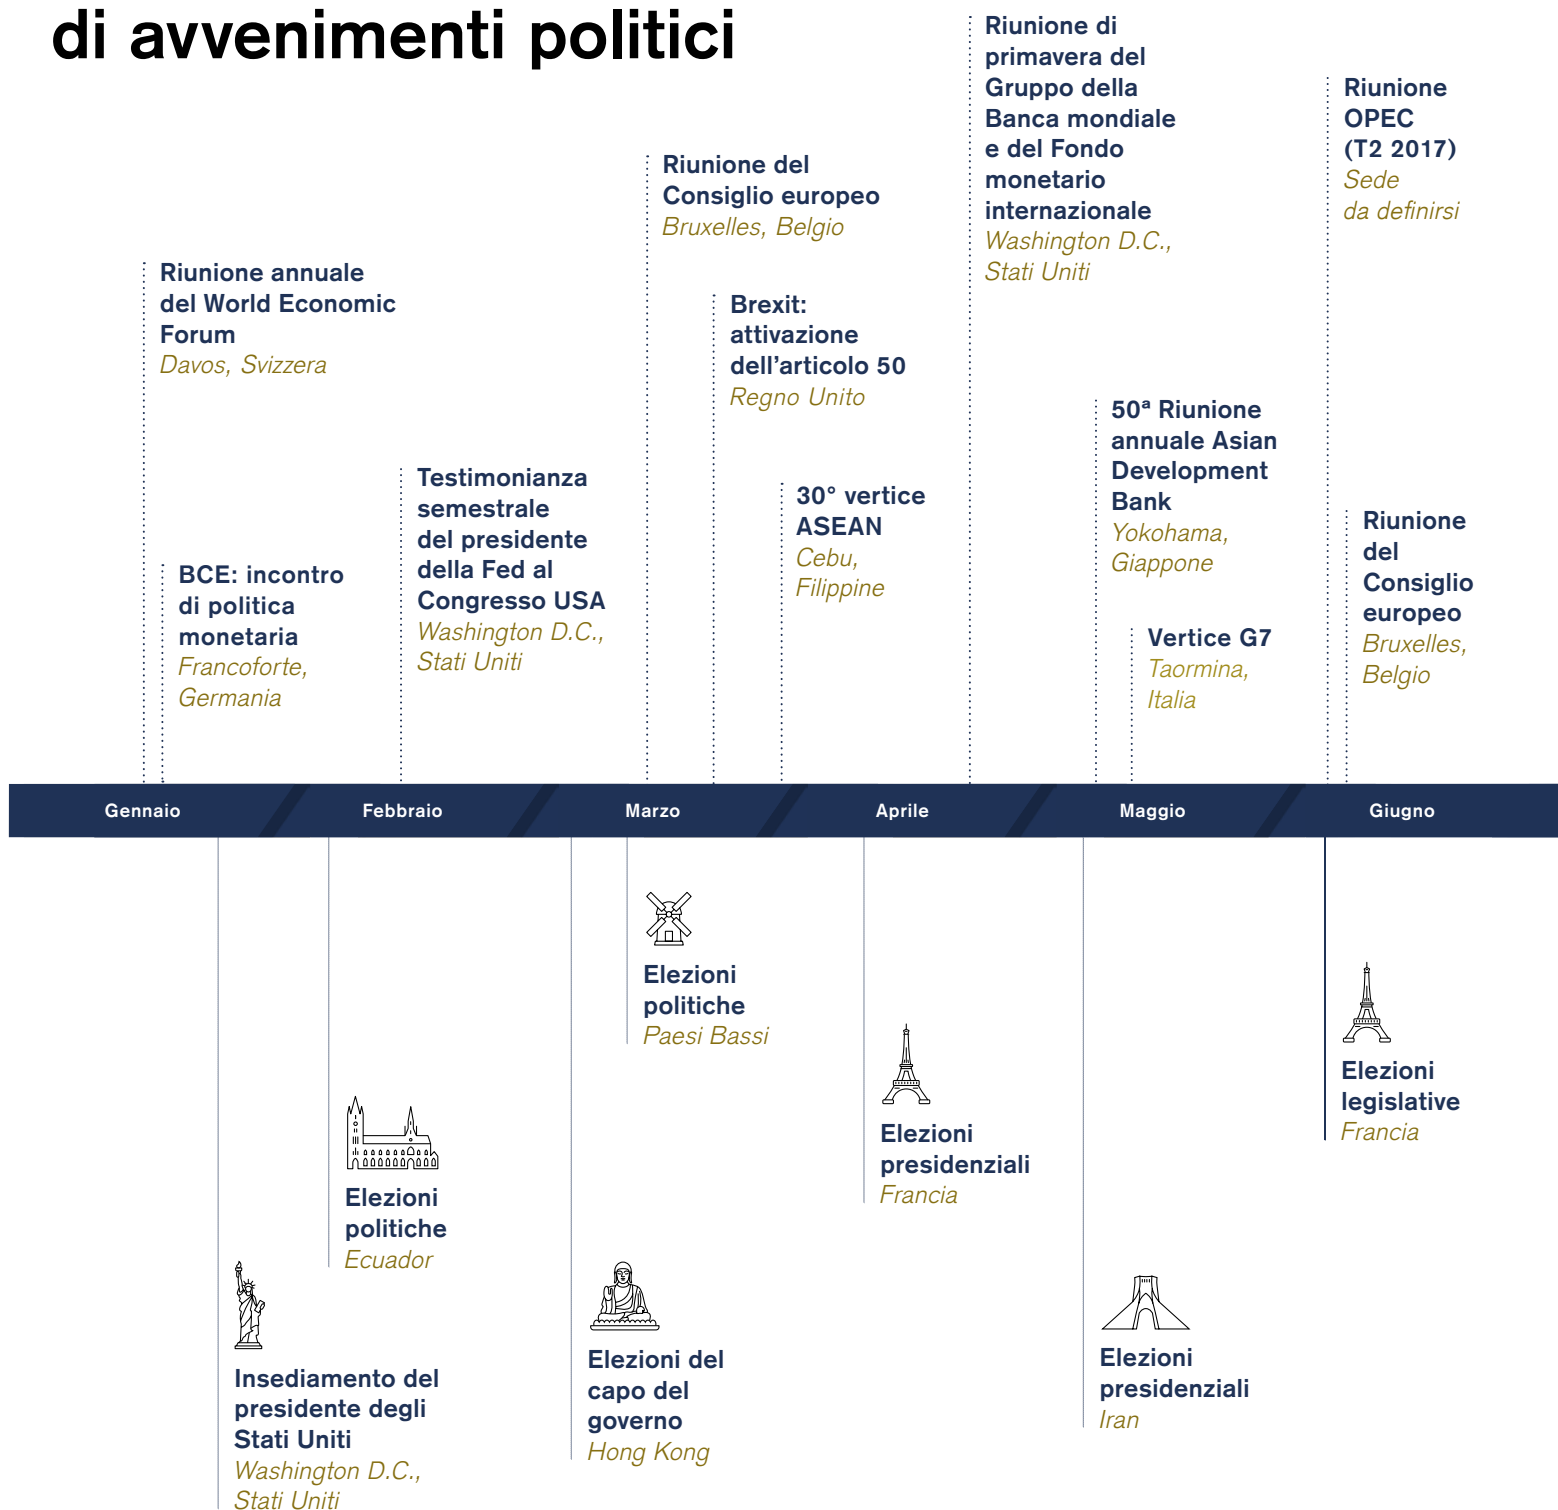 di avvenimenti politici
Riunione annuale
del World Economic
Forum
Davos, Svizzera
BCE: incontro
di politica
monetaria
Francoforte,
Germania
Testimonianza
semestrale
del presidente
della Fed al
Congresso USA
Washington D.C.,
Stati Uniti
Riunione del
Consiglio europeo
Bruxelles, Belgio
Brexit:
attivazione
dell’articolo 50
Regno Unito
30° vertice
ASEAN
Cebu,
Filippine
Riunione di
primavera del
Gruppo della
Banca mondiale
e del Fondo
monetario
internazionale
Washington D.C.,
Stati Uniti
50ª Riunione
annuale Asian
Development
Bank
Yokohama,
Giappone
Vertice G7
Taormina,
Italia
Riunione
OPEC
(T2 2017)
Sede
da definirsi
Riunione
del
Consiglio
europeo
Bruxelles,
Belgio
Gennaio
Febbraio
Marzo
Aprile
Maggio
Giugno
Insediamento del
presidente degli
Stati Uniti
Washington D.C.,
Stati Uniti
Elezioni
politiche
Ecuador
Elezioni del
capo del
governo
Hong Kong
Elezioni
politiche
Paesi Bassi
Elezioni
presidenziali
Francia
Elezioni
presidenziali
Iran
Elezioni
legislative
Francia